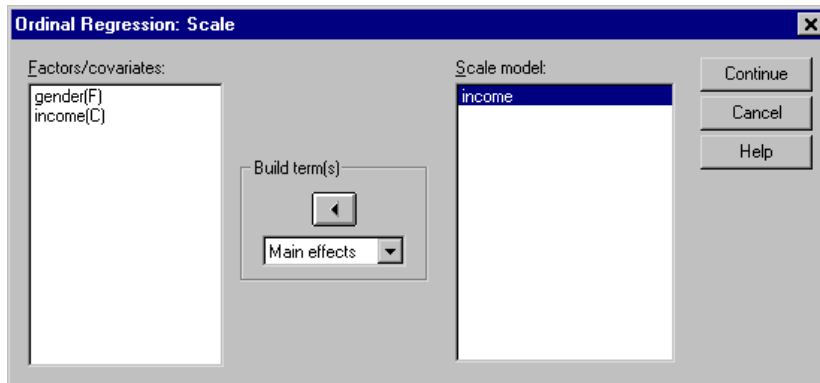 Ordinal Regression: Scale
Factors/covariates:
gender(F)
income(C)
Build term(s)
Main effects
Scale model:
income
Continue
Cancel
Help